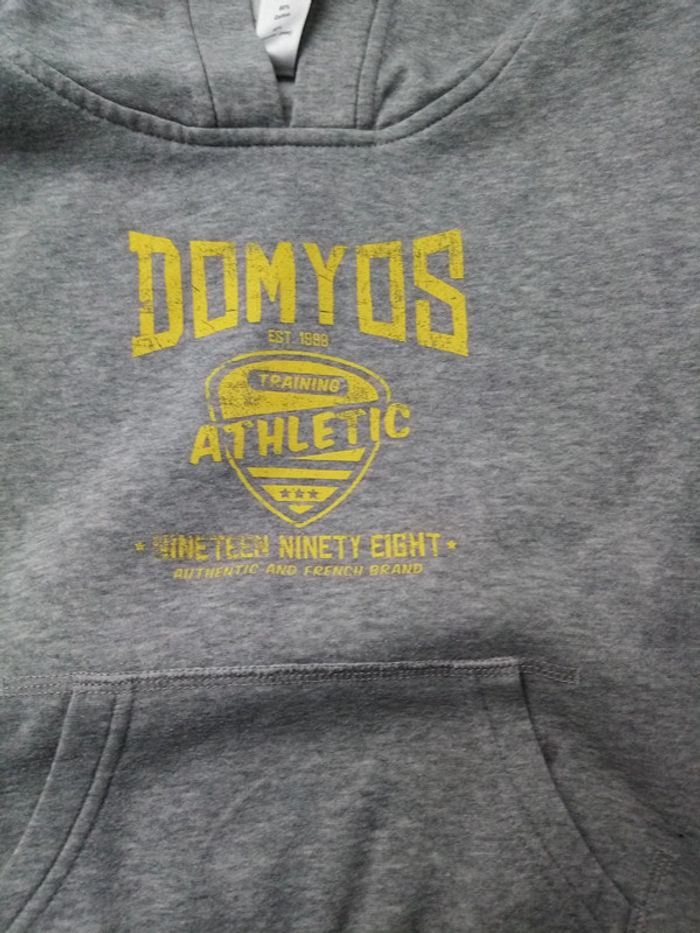 DOMYOS
EST. 1998
TRAINING
ATHLETIC
NINETEEN NINETY EIGHT
AUTHENTIC AND FRENCH BRAND